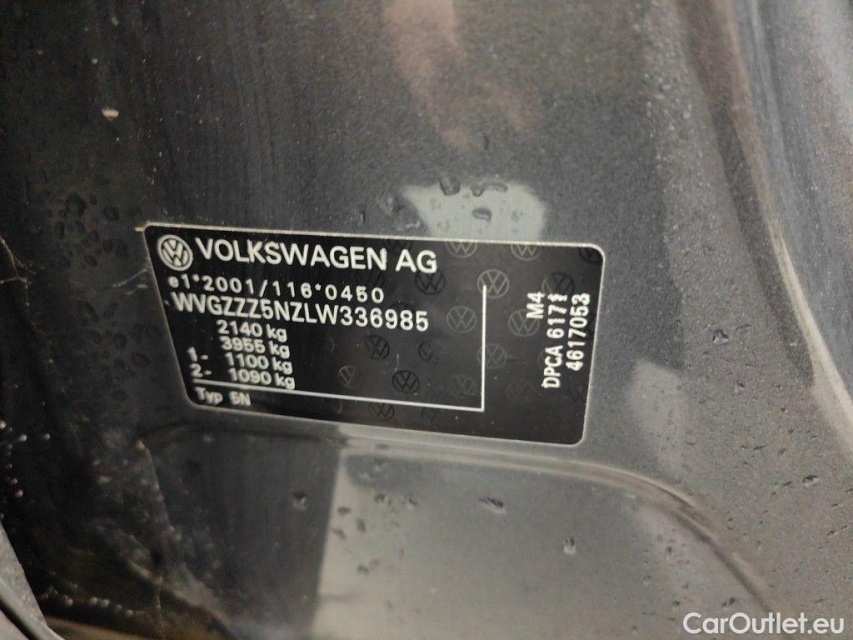 VOLKSWAGEN AG
e1*2001/116*0450
WVGZZZ5NZLW336985
2140 kg
3955 kg
1- 1100 kg
2- 1090 kg
Typ 5N
M4
DPCA
4617053
CarOutlet.eu